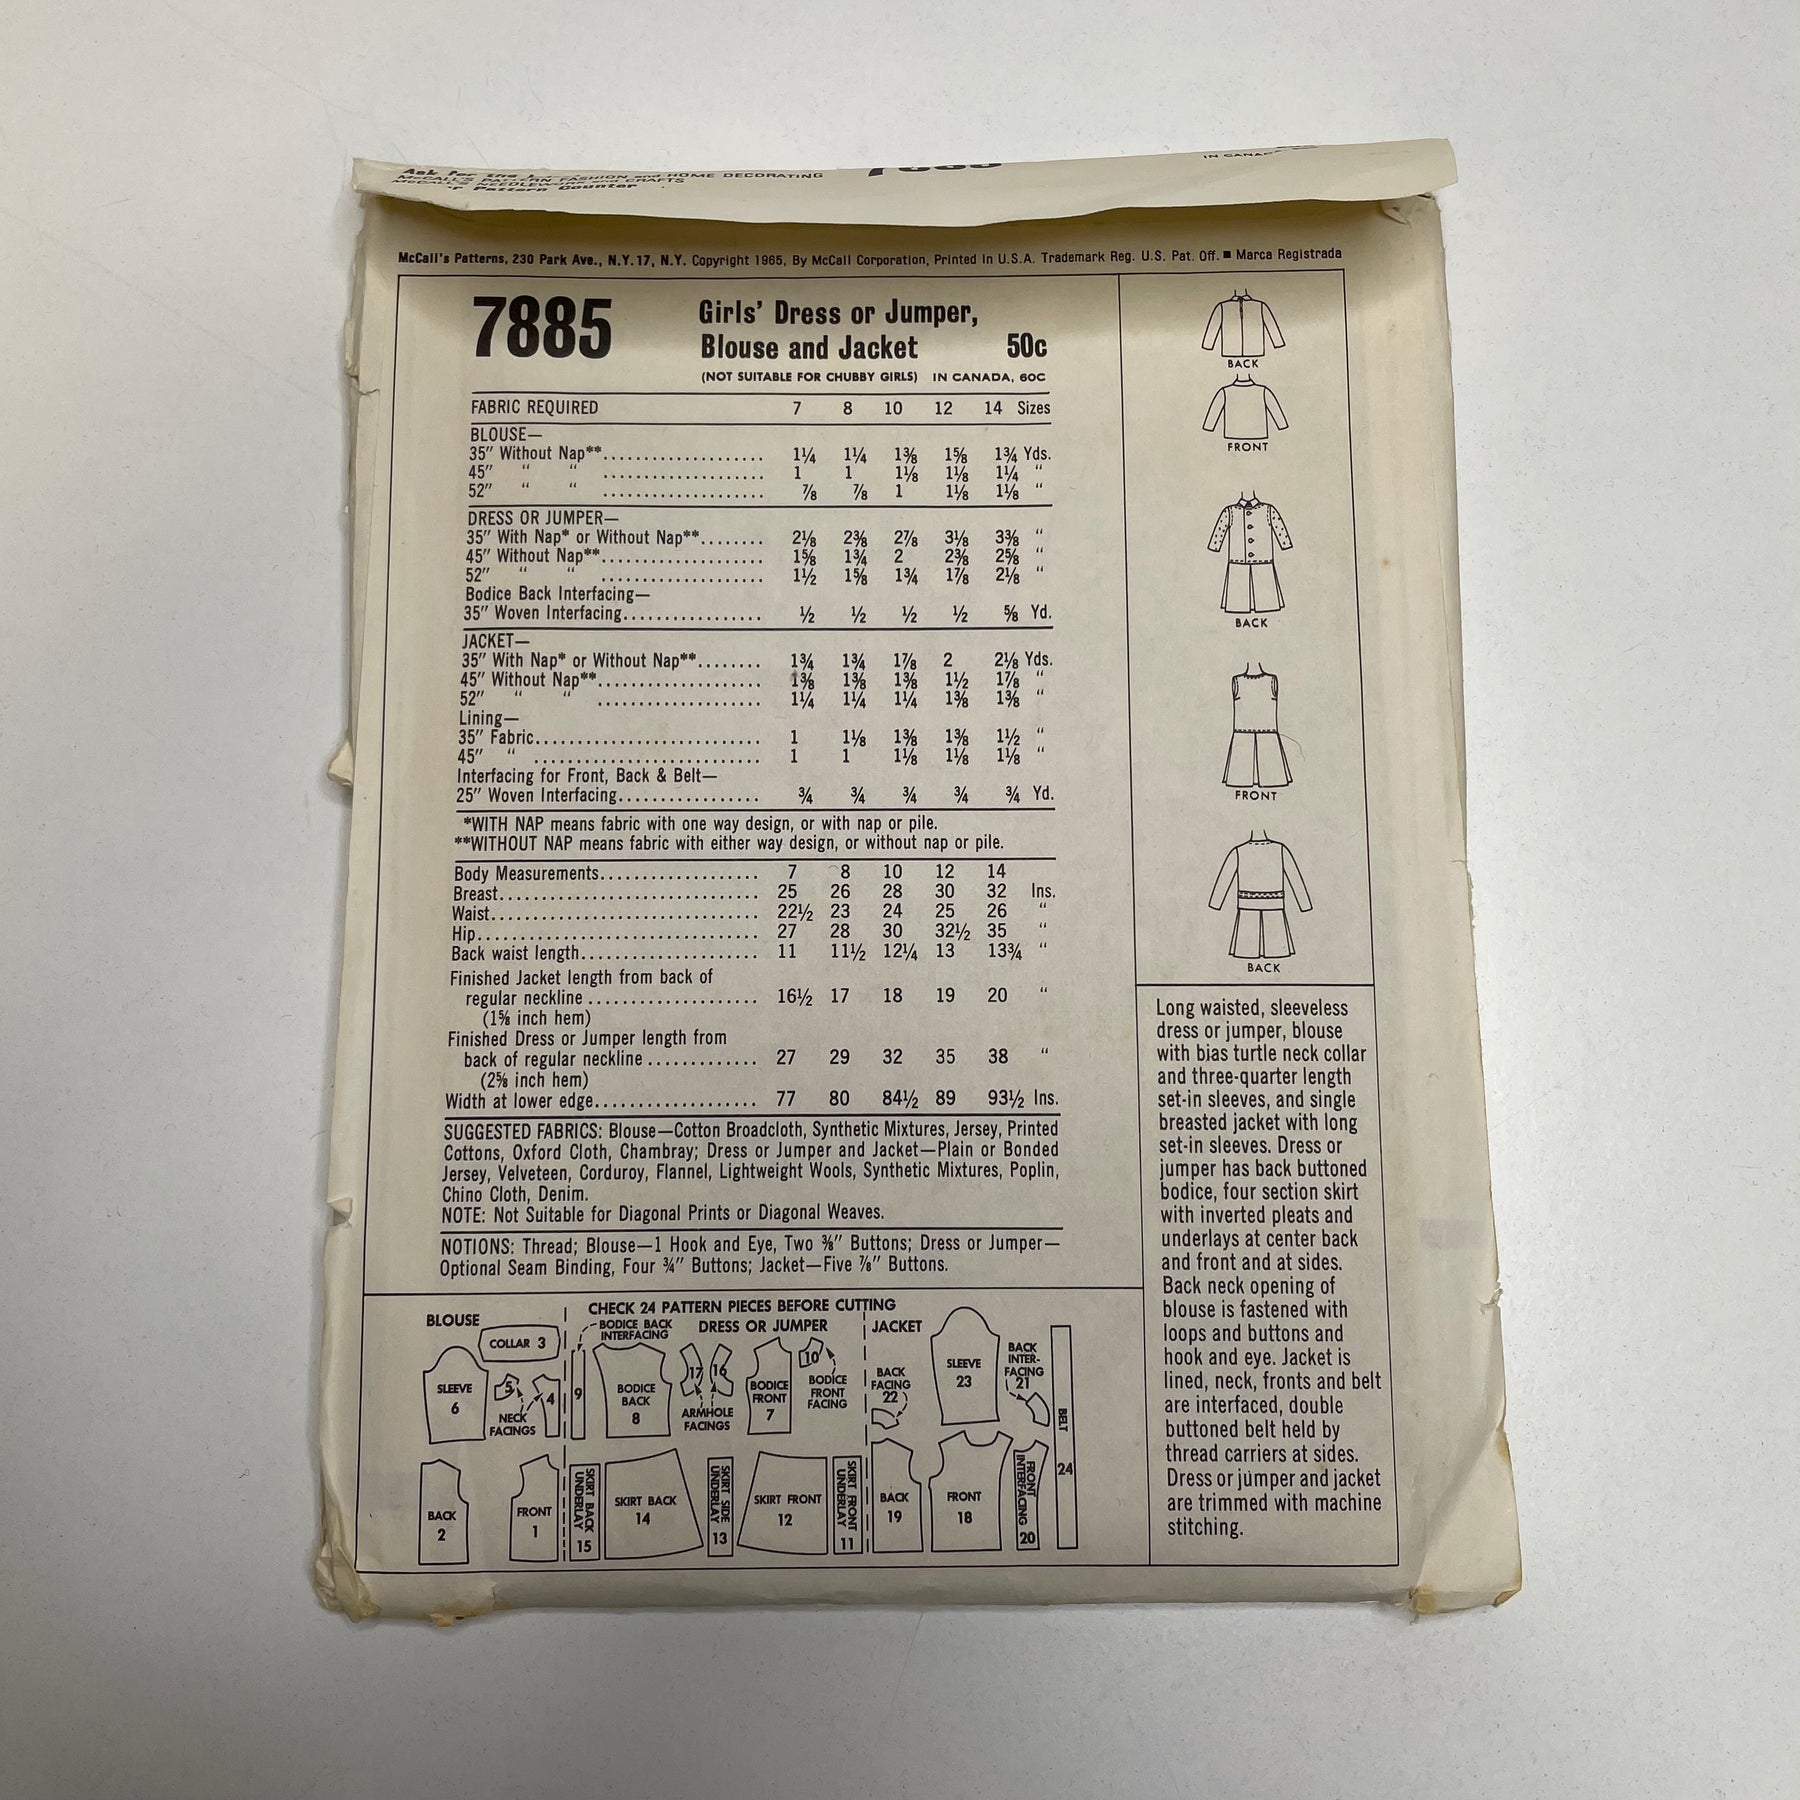 McCALL'S PATTERN FASHION and HOME DECORATING
McCALL'S NEEDLEWORK and CRAFTS
Pattern Counter
7885
IN CANADA
McCall's Patterns, 230 Park Ave., N.Y. 17, N.Y. Copyright 1965, By McCall Corporation, Printed In U.S.A. Trademark Reg. U.S. Pat. Off. ■ Marca Registrada
7885
Girls' Dress or Jumper,
Blouse and Jacket 50c
(NOT SUITABLE FOR CHUBBY GIRLS) IN CANADA, 60C
FABRIC REQUIRED 7 8 10 12 14 Sizes
BLOUSE—
35" Without Nap**.................... 1¼ 1¼ 1⅜ 1⅝ 1¾ Yds.
45" " " .................... 1 1 1⅛ 1⅛ 1¼ "
52" " " .................... ⅞ ⅞ 1 1⅛ 1⅛ "
DRESS OR JUMPER—
35" With Nap* or Without Nap**........ 2⅛ 2⅜ 2⅞ 3⅛ 3⅜ "
45" Without Nap**.................... 1⅝ 1¾ 2 2⅜ 2⅝ "
52" " " .................... 1½ 1⅝ 1¾ 1⅞ 2⅛ "
Bodice Back Interfacing—
35" Woven Interfacing................. ½ ½ ½ ½ ⅝ Yd.
JACKET—
35" With Nap* or Without Nap**........ 1¾ 1¾ 1⅞ 2 2⅛ Yds.
45" Without Nap**.................... 1⅜ 1⅜ 1⅜ 1½ 1⅞ "
52" " " .................... 1¼ 1¼ 1¼ 1⅜ 1⅜ "
Lining—
35" Fabric............................ 1 1⅛ 1⅜ 1⅜ 1½ "
45" " ............................ 1 1 1⅛ 1⅛ 1⅛ "
Interfacing for Front, Back & Belt—
25" Woven Interfacing................. ¾ ¾ ¾ ¾ ¾ Yd.
*WITH NAP means fabric with one way design, or with nap or pile.
**WITHOUT NAP means fabric with either way design, or without nap or pile.
Body Measurements................... 7 8 10 12 14
Breast................................ 25 26 28 30 32 Ins.
Waist................................. 22½ 23 24 25 26 "
Hip................................... 27 28 30 32½ 35 "
Back waist length..................... 11 11½ 12¼ 13 13¾ "
Finished Jacket length from back of
regular neckline .................... 16½ 17 18 19 20 "
(1⅝ inch hem)
Finished Dress or Jumper length from
back of regular neckline ............. 27 29 32 35 38 "
(2⅝ inch hem)
Width at lower edge................... 77 80 84½ 89 93½ Ins.
SUGGESTED FABRICS: Blouse—Cotton Broadcloth, Synthetic Mixtures, Jersey, Printed
Cottons, Oxford Cloth, Chambray; Dress or Jumper and Jacket—Plain or Bonded
Jersey, Velveteen, Corduroy, Flannel, Lightweight Wools, Synthetic Mixtures, Poplin,
Chino Cloth, Denim.
NOTE: Not Suitable for Diagonal Prints or Diagonal Weaves.
NOTIONS: Thread; Blouse—1 Hook and Eye, Two ⅜" Buttons; Dress or Jumper—
Optional Seam Binding, Four ¾" Buttons; Jacket—Five ⅞" Buttons.
BACK
FRONT
BACK
FRONT
BACK
Long waisted, sleeveless
dress or jumper, blouse
with bias turtle neck collar
and three-quarter length
set-in sleeves, and single
breasted jacket with long
set-in sleeves. Dress or
jumper has back buttoned
bodice, four section skirt
with inverted pleats and
underlays at center back
and front and at sides.
Back neck opening of
blouse is fastened with
loops and buttons and
hook and eye. Jacket is
lined, neck, fronts and belt
are interfaced, double
buttoned belt held by
thread carriers at sides.
Dress or jumper and jacket
are trimmed with machine
stitching.
CHECK 24 PATTERN PIECES BEFORE CUTTING
BLOUSE
COLLAR 3
SLEEVE
6
5
4
NECK
FACINGS
BACK
2
FRONT
1
DRESS OR JUMPER
BODICE BACK
INTERFACING
9
BODICE
BACK
8
17
16
ARMHOLE
FACINGS
BODICE
FRONT
7
10
BODICE
FRONT
FACING
SKIRT BACK
UNDERLAY
15
SKIRT BACK
14
SKIRT SIDE
UNDERLAY
13
SKIRT FRONT
12
SKIRT FRONT
UNDERLAY
11
JACKET
BACK
FACING
22
SLEEVE
23
BACK
INTER-
FACING
21
BACK
19
FRONT
18
FRONT
INTERFACING
20
BELT
24